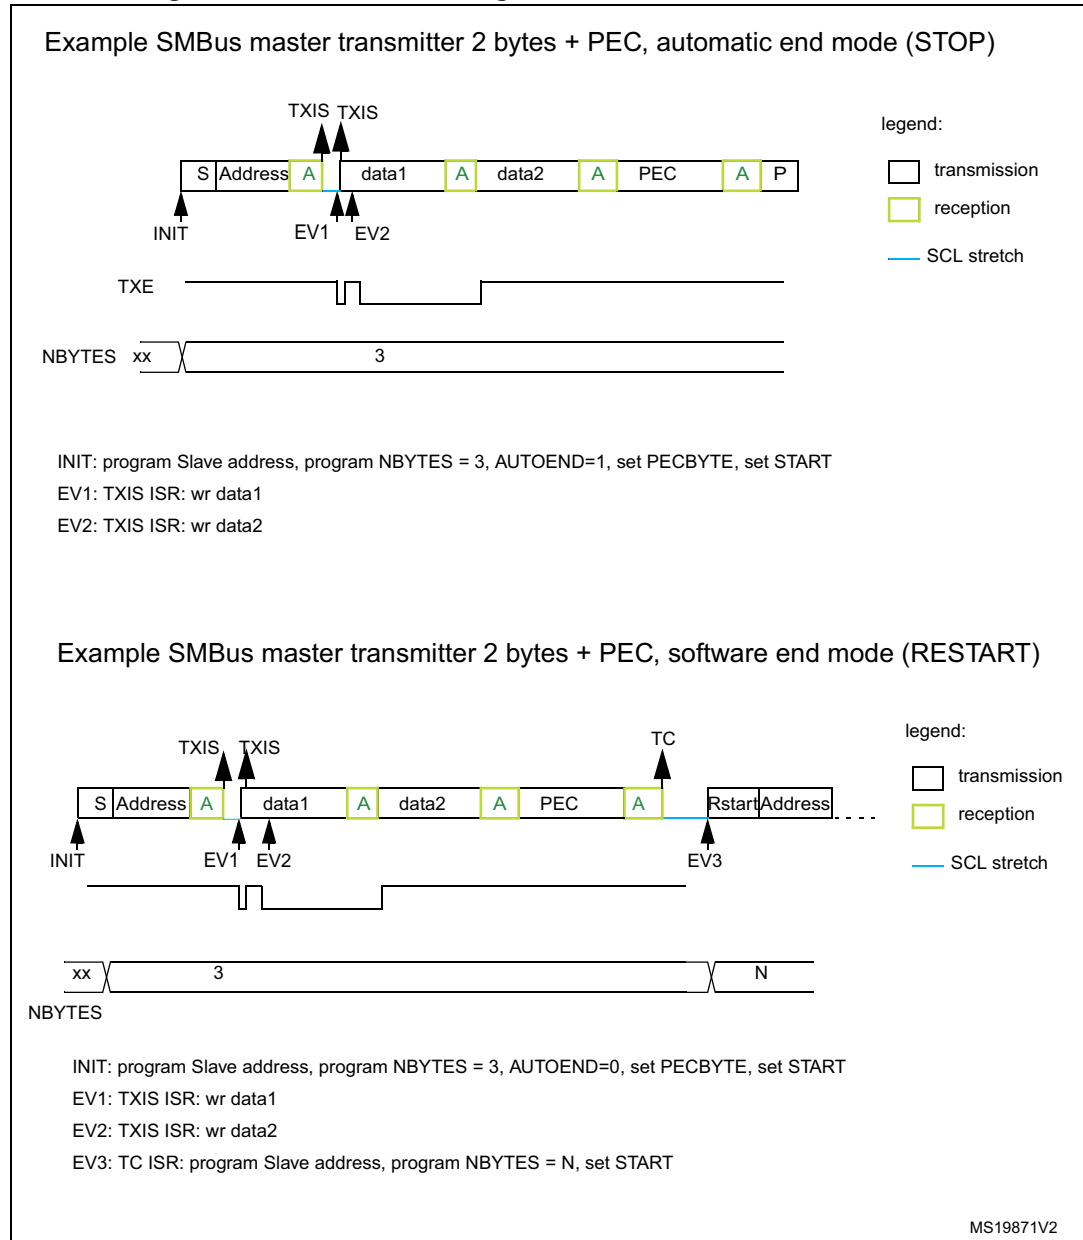 Example SMBus master transmitter 2 bytes + PEC, automatic end mode (STOP)
TXIS TXIS
legend:
S Address A data1 A data2 A PEC A P
transmission
reception
INIT EV1 EV2
SCL stretch
TXE
NBYTES xx 3
INIT: program Slave address, program NBYTES = 3, AUTOEND=1, set PECBYTE, set START
EV1: TXIS ISR: wr data1
EV2: TXIS ISR: wr data2
Example SMBus master transmitter 2 bytes + PEC, software end mode (RESTART)
TXIS TXIS TC
legend:
S Address A data1 A data2 A PEC A Rstart Address
transmission
reception
INIT EV1 EV2 EV3
SCL stretch
xx 3 N
NBYTES
INIT: program Slave address, program NBYTES = 3, AUTOEND=0, set PECBYTE, set START
EV1: TXIS ISR: wr data1
EV2: TXIS ISR: wr data2
EV3: TC ISR: program Slave address, program NBYTES = N, set START
MS19871V2